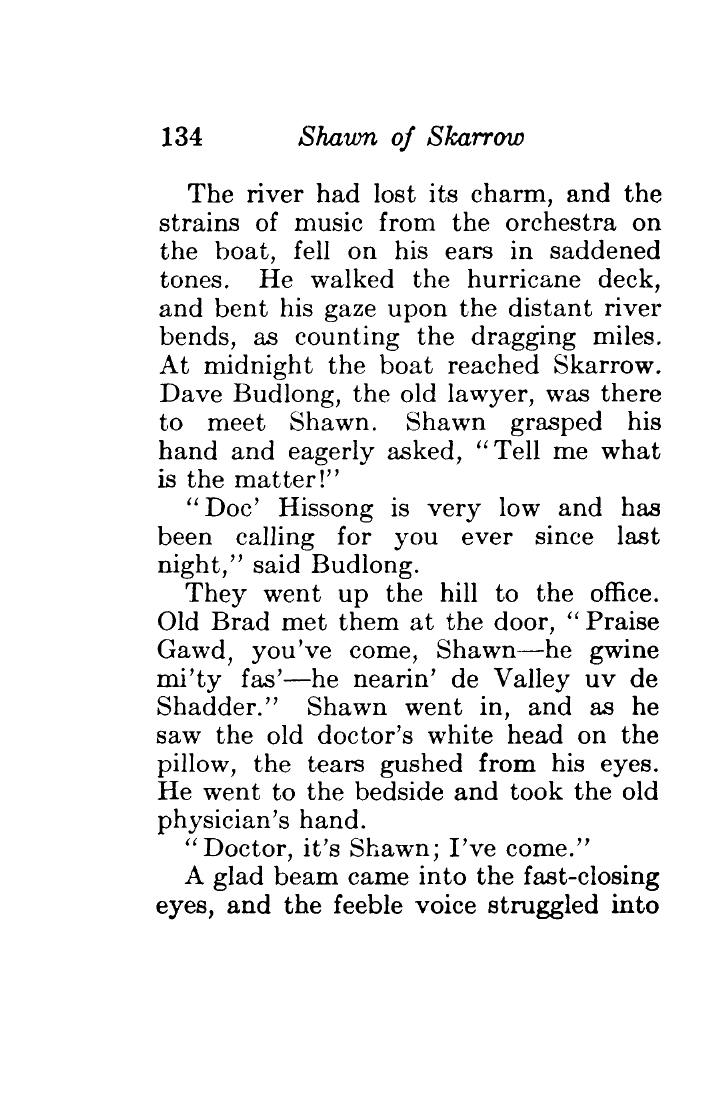 134 Shawn of Skarrow
The river had lost its charm, and the
strains of music from the orchestra on
the boat, fell on his ears in saddened
tones. He walked the hurricane deck,
and bent his gaze upon the distant river
bends, as counting the dragging miles.
At midnight the boat reached Skarrow.
Dave Budlong, the old lawyer, was there
to meet Shawn. Shawn grasped his
hand and eagerly asked, “Tell me what
is the matter!”
“Doc’ Hissong is very low and has
been calling for you ever since last
night,” said Budlong.
They went up the hill to the office.
Old Brad met them at the door, “Praise
Gawd, you’ve come, Shawn—he gwine
mi’ty fas’—he nearin’ de Valley uv de
Shadder.” Shawn went in, and as he
saw the old doctor’s white head on the
pillow, the tears gushed from his eyes.
He went to the bedside and took the old
physician’s hand.
“Doctor, it’s Shawn; I’ve come.”
A glad beam came into the fast-closing
eyes, and the feeble voice struggled into